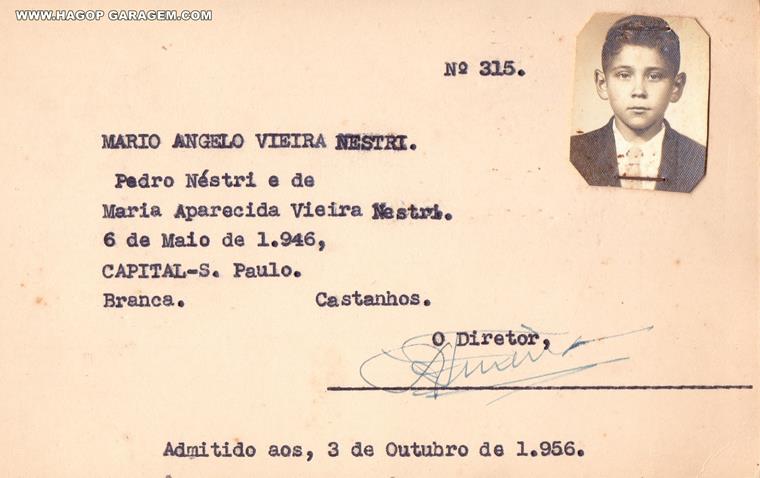 WWW.HAGOP GARAGEM.COM
Nº 315.
MARIO ANGELO VIEIRA NESTRI.
Pedro Néstri e de
Maria Aparecida Vieira Nestri.
6 de Maio de 1.946,
CAPITAL-S. Paulo.
Branca. Castanhos.
O Diretor,
Admitido aos, 3 de Outubro de 1.956.